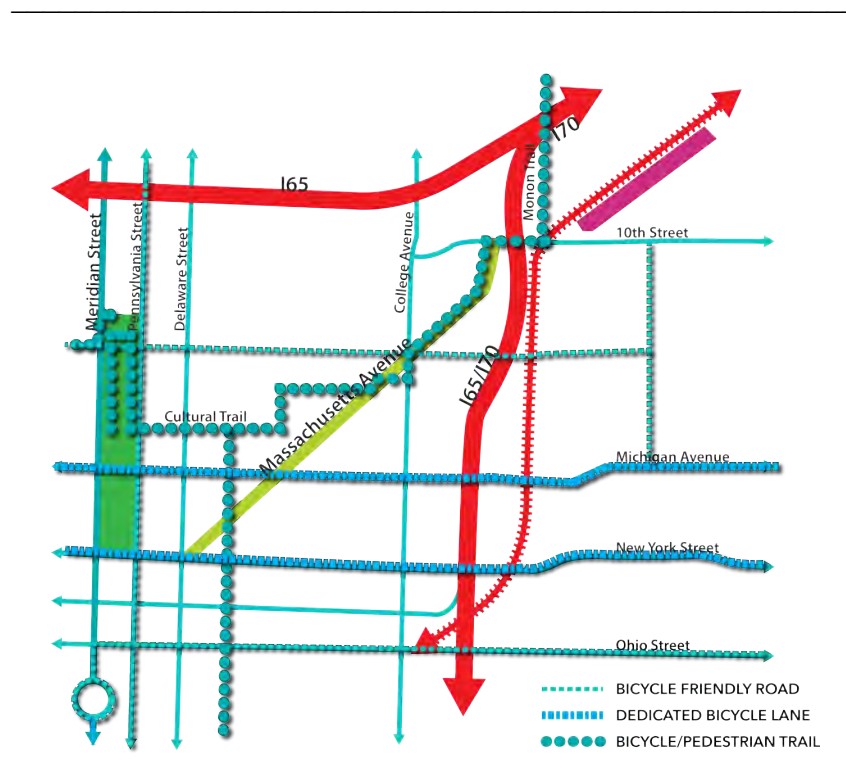 I70
Monon Trail
I65
Meridian Street
Pennsylvania Street
Delaware Street
College Avenue
10th Street
Massachusetts Avenue
I65/I70
Cultural Trail
Michigan Avenue
New York Street
Ohio Street
BICYCLE FRIENDLY ROAD
DEDICATED BICYCLE LANE
BICYCLE/PEDESTRIAN TRAIL